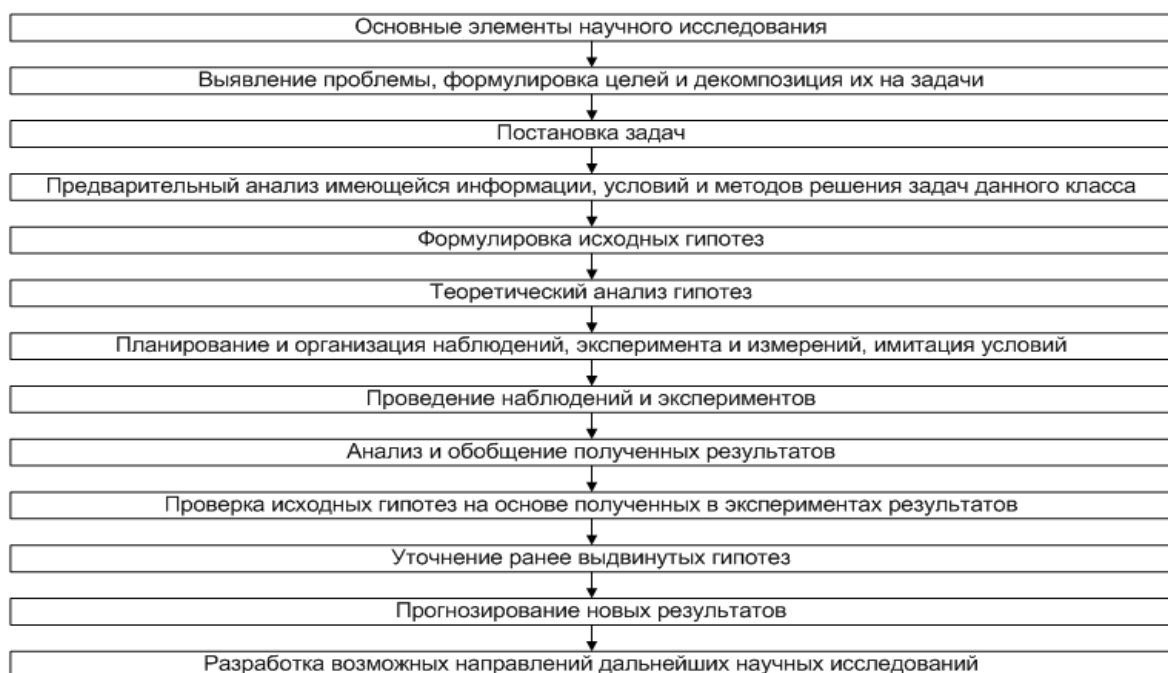 Основные элементы научного исследования
Выявление проблемы, формулировка целей и декомпозиция их на задачи
Постановка задач
Предварительный анализ имеющейся информации, условий и методов решения задач данного класса
Формулировка исходных гипотез
Теоретический анализ гипотез
Планирование и организация наблюдений, эксперимента и измерений, имитация условий
Проведение наблюдений и экспериментов
Анализ и обобщение полученных результатов
Проверка исходных гипотез на основе полученных в экспериментах результатов
Уточнение ранее выдвинутых гипотез
Прогнозирование новых результатов
Разработка возможных направлений дальнейших научных исследований